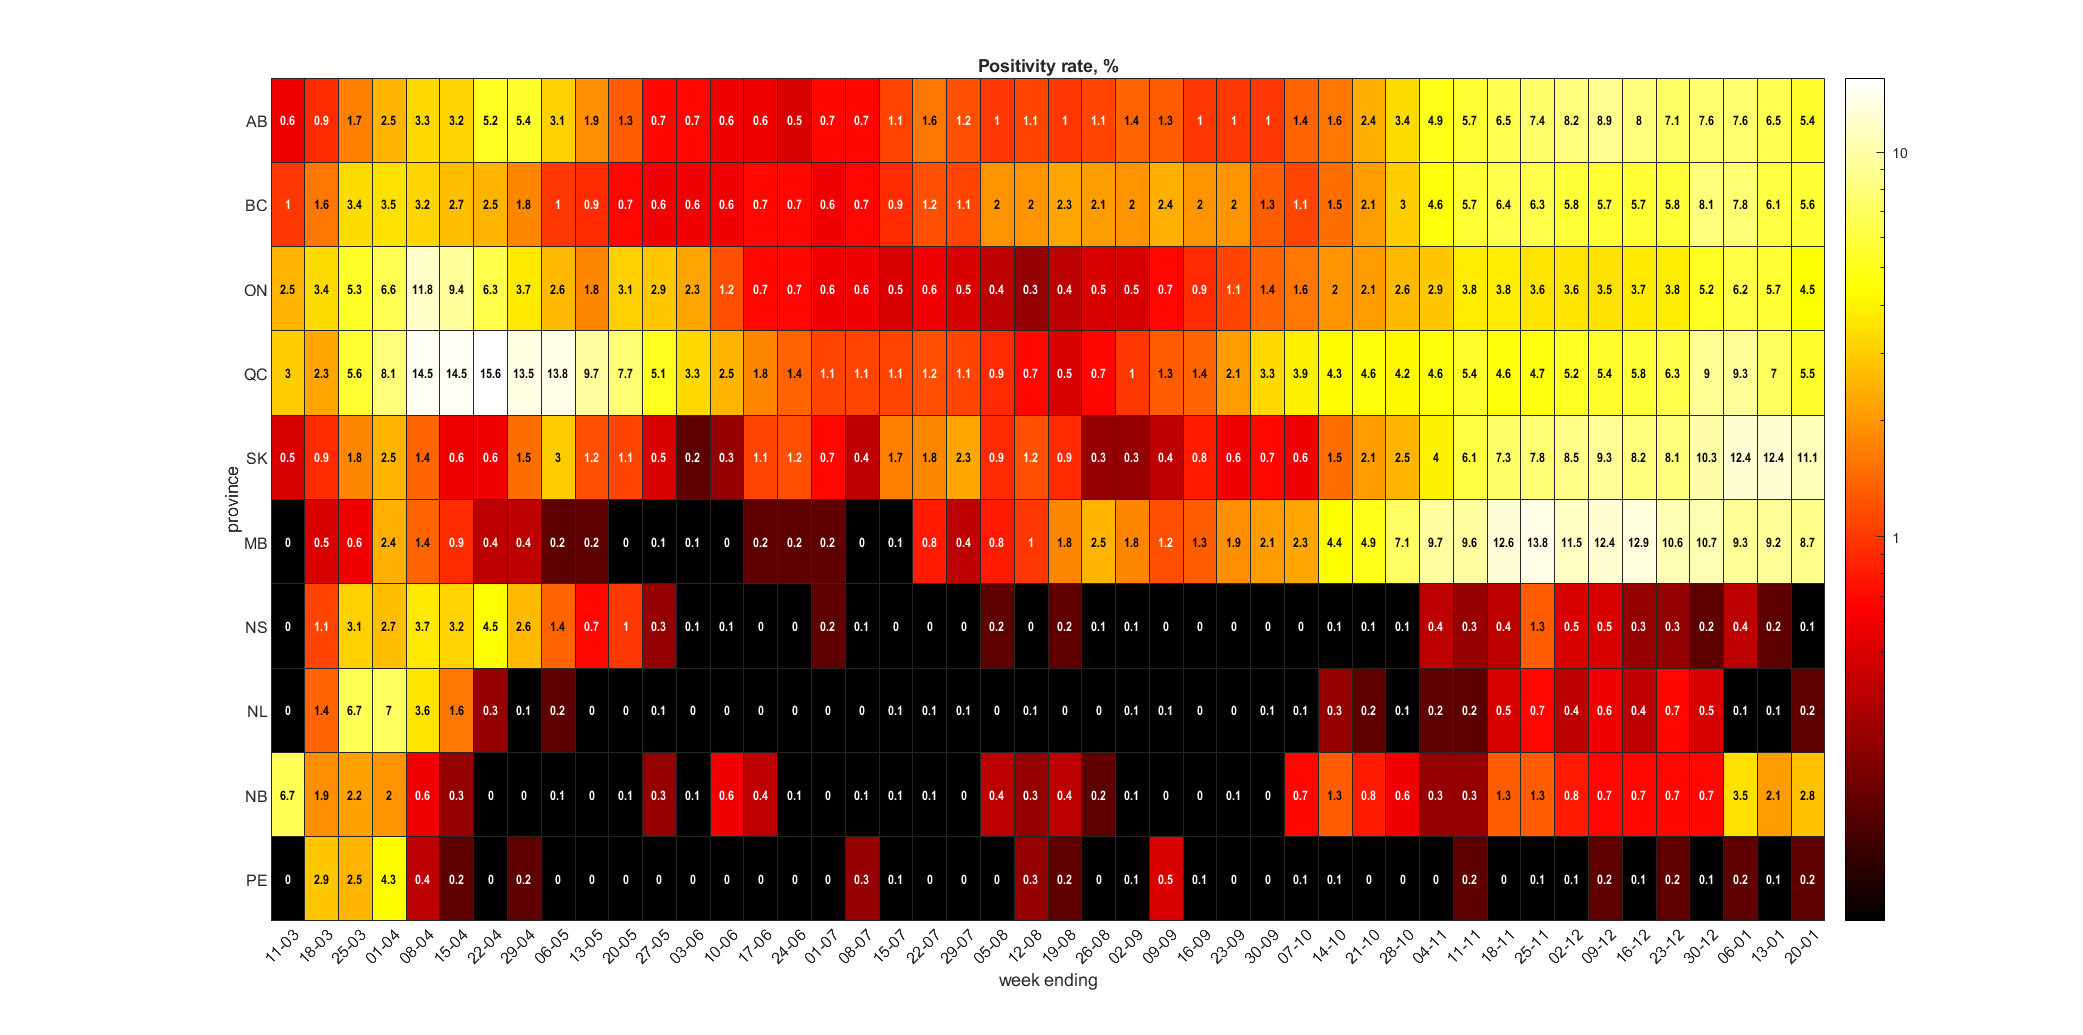 Positivity rate, %
AB 0.6 0.9 1.7 2.5 3.3 3.2 5.2 5.4 3.1 1.9 1.3 0.7 0.7 0.6 0.6 0.5 0.7 0.7 1.1 1.6 1.2 1 1.1 1 1.1 1.4 1.3 1 1 1 1.4 1.6 2.4 3.4 4.9 5.7 6.5 7.4 8.2 8.9 8 7.1 7.6 7.6 6.5 5.4
10
BC 1 1.6 3.4 3.5 3.2 2.7 2.5 1.8 1 0.9 0.7 0.6 0.6 0.6 0.7 0.7 0.6 0.7 0.9 1.2 1.1 2 2 2.3 2.1 2 2.4 2 2 1.3 1.1 1.5 2.1 3 4.6 5.7 6.4 6.3 5.8 5.7 5.7 5.8 8.1 7.8 6.1 5.6
ON 2.5 3.4 5.3 6.6 11.8 9.4 6.3 3.7 2.6 1.8 3.1 2.9 2.3 1.2 0.7 0.7 0.6 0.6 0.5 0.6 0.5 0.4 0.3 0.4 0.5 0.5 0.7 0.9 1.1 1.4 1.6 2 2.1 2.6 2.9 3.8 3.8 3.6 3.6 3.5 3.7 3.8 5.2 6.2 5.7 4.5
QC 3 2.3 5.6 8.1 14.5 14.5 15.6 13.5 13.8 9.7 7.7 5.1 3.3 2.5 1.8 1.4 1.1 1.1 1.1 1.2 1.1 0.9 0.7 0.5 0.7 1 1.3 1.4 2.1 3.3 3.9 4.3 4.6 4.2 4.6 5.4 4.6 4.7 5.2 5.4 5.8 6.3 9 9.3 7 5.5
SK 0.5 0.9 1.8 2.5 1.4 0.6 0.6 1.5 3 1.2 1.1 0.5 0.2 0.3 1.1 1.2 0.7 0.4 1.7 1.8 2.3 0.9 1.2 0.9 0.3 0.3 0.4 0.8 0.6 0.7 0.6 1.5 2.1 2.5 4 6.1 7.3 7.8 8.5 9.3 8.2 8.1 10.3 12.4 12.4 11.1
province
MB 0 0.5 0.6 2.4 1.4 0.9 0.4 0.4 0.2 0.2 0 0.1 0.1 0 0.2 0.2 0.2 0 0.1 0.8 0.4 0.8 1 1.8 2.5 1.8 1.2 1.3 1.9 2.1 2.3 4.4 4.9 7.1 9.7 9.6 12.6 13.8 11.5 12.4 12.9 10.6 10.7 9.3 9.2 8.7
1
NS 0 1.1 3.1 2.7 3.7 3.2 4.5 2.6 1.4 0.7 1 0.3 0.1 0.1 0 0 0.2 0.1 0 0 0 0.2 0 0.2 0.1 0.1 0 0 0 0 0 0.1 0.1 0.1 0.4 0.3 0.4 1.3 0.5 0.5 0.3 0.3 0.2 0.4 0.2 0.1
NL 0 1.4 6.7 7 3.6 1.6 0.3 0.1 0.2 0 0 0.1 0 0 0 0 0 0 0.1 0.1 0.1 0 0.1 0 0 0.1 0.1 0 0 0.1 0.1 0.3 0.2 0.1 0.2 0.2 0.5 0.7 0.4 0.6 0.4 0.7 0.5 0.1 0.1 0.2
NB 6.7 1.9 2.2 2 0.6 0.3 0 0 0.1 0 0.1 0.3 0.1 0.6 0.4 0.1 0 0.1 0.1 0.1 0 0.4 0.3 0.4 0.2 0.1 0 0 0.1 0 0.7 1.3 0.8 0.6 0.3 0.3 1.3 1.3 0.8 0.7 0.7 0.7 0.7 3.5 2.1 2.8
PE 0 2.9 2.5 4.3 0.4 0.2 0 0.2 0 0 0 0 0 0 0 0 0 0.3 0.1 0 0 0 0.3 0.2 0 0.1 0.5 0.1 0 0 0.1 0.1 0 0 0 0.2 0 0.1 0.1 0.2 0.1 0.2 0.1 0.2 0.1 0.2
11-03 18-03 25-03 01-04 08-04 15-04 22-04 29-04 06-05 13-05 20-05 27-05 03-06 10-06 17-06 24-06 01-07 08-07 15-07 22-07 29-07 05-08 12-08 19-08 26-08 02-09 09-09 16-09 23-09 30-09 07-10 14-10 21-10 28-10 04-11 11-11 18-11 25-11 02-12 09-12 16-12 23-12 30-12 06-01 13-01 20-01
week ending